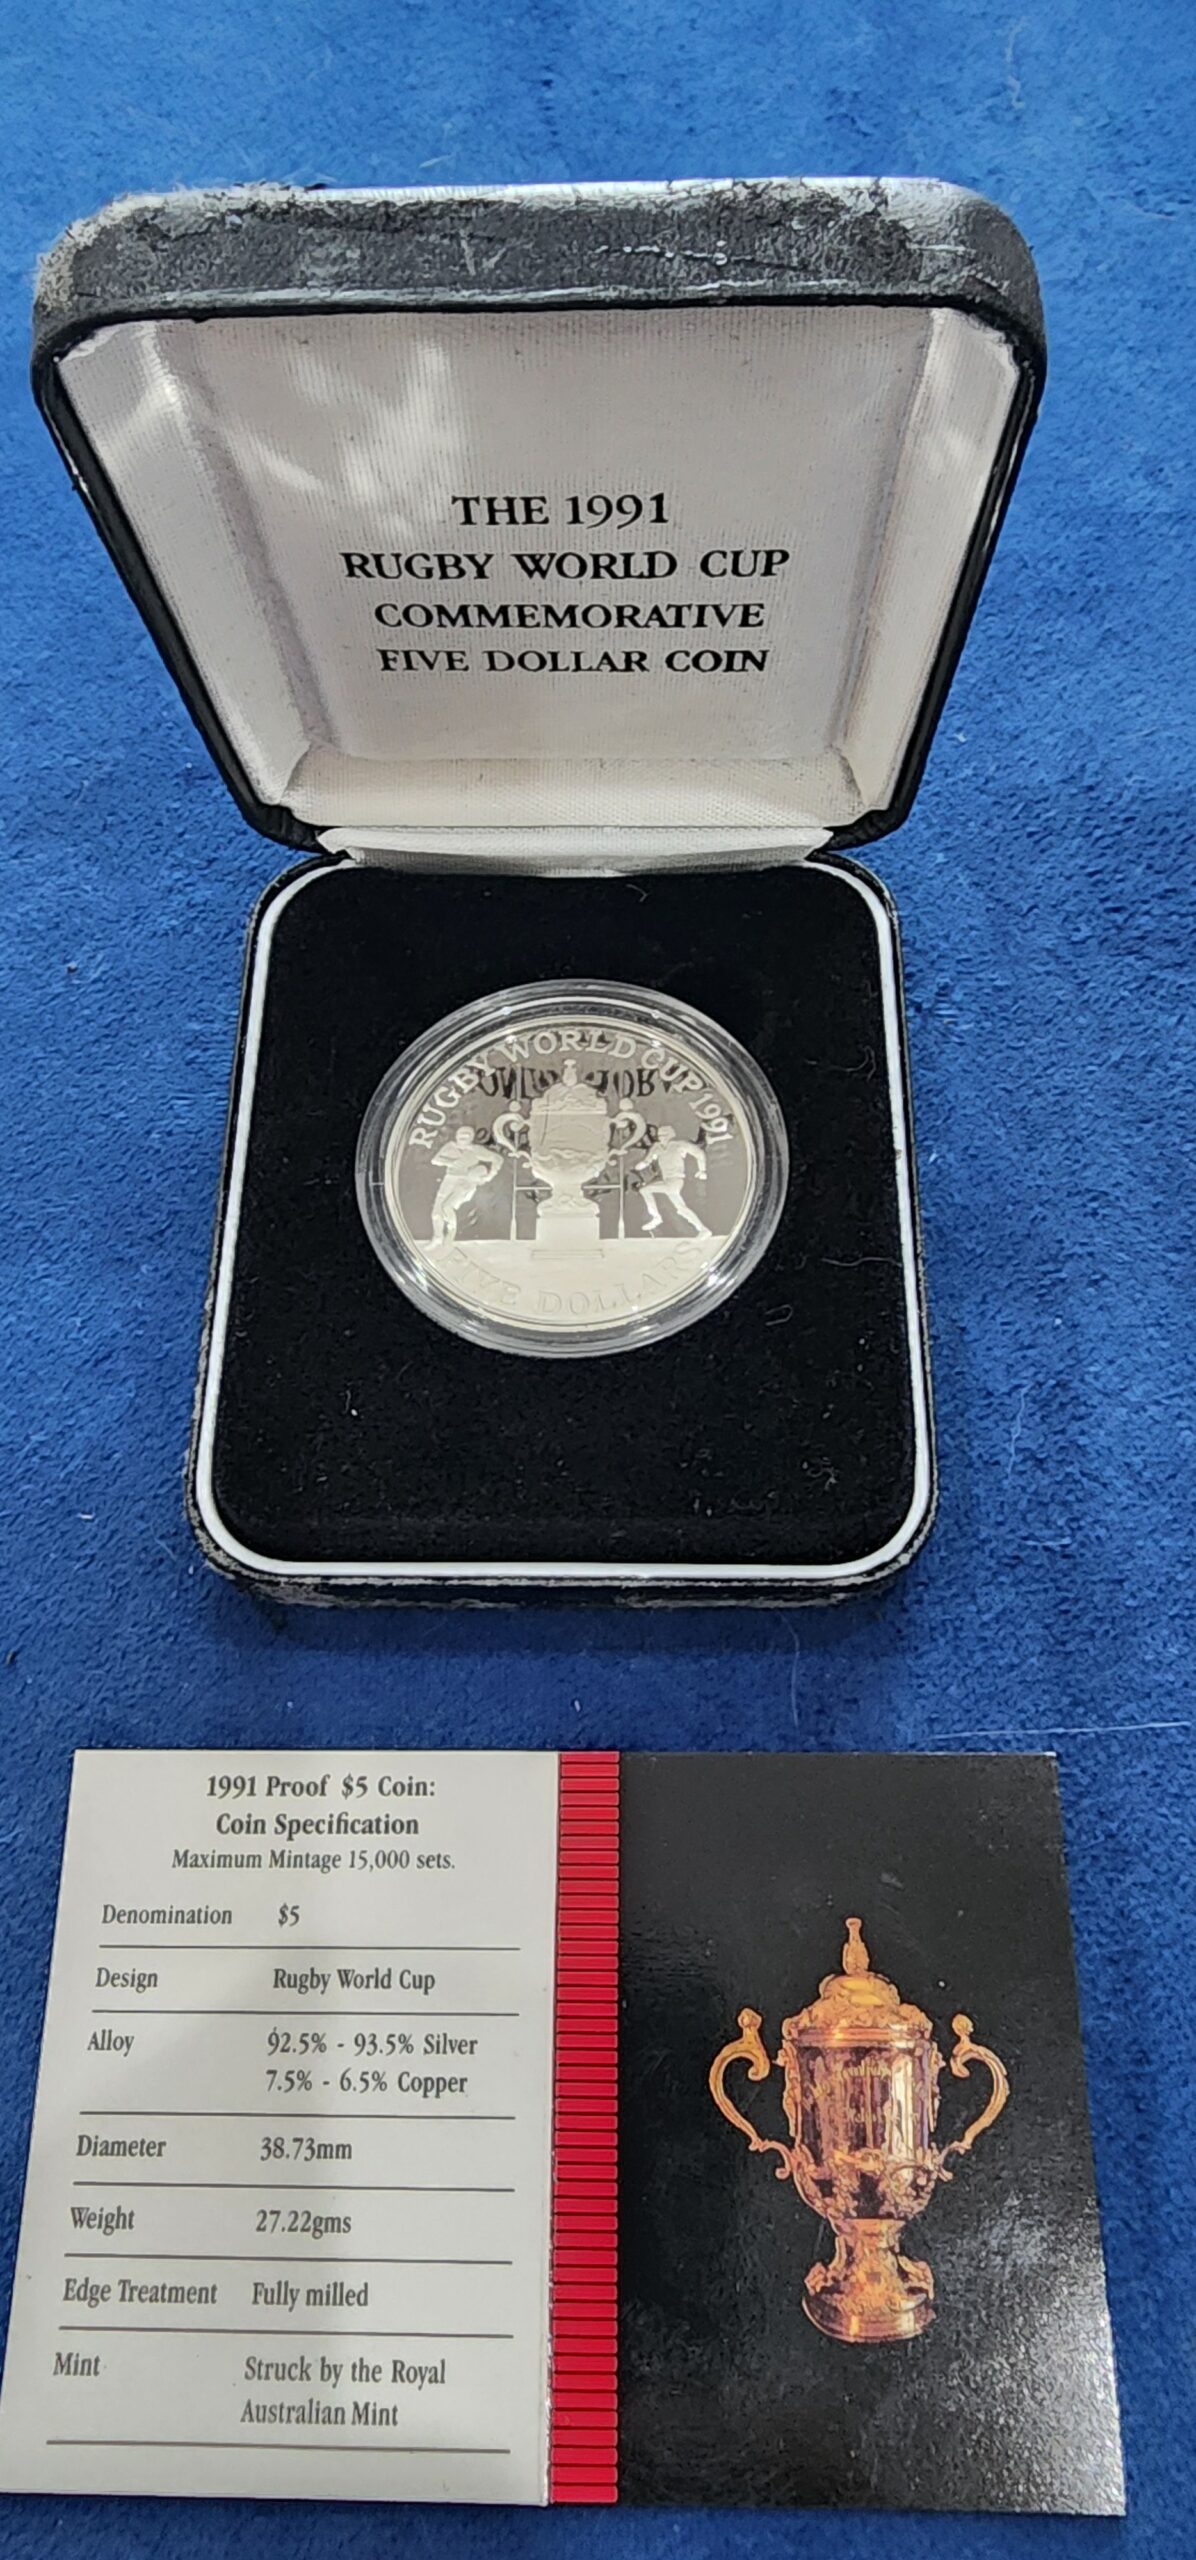 THE 1991
RUGBY WORLD CUP
COMMEMORATIVE
FIVE DOLLAR COIN
RUGBY WORLD CUP 1991
FIVE DOLLARS
1991 Proof $5 Coin:
Coin Specification
Maximum Mintage 15,000 sets.
Denomination $5
Design Rugby World Cup
Alloy 92.5% - 93.5% Silver
7.5% - 6.5% Copper
Diameter 38.73mm
Weight 27.22gms
Edge Treatment Fully milled
Mint Struck by the Royal
Australian Mint